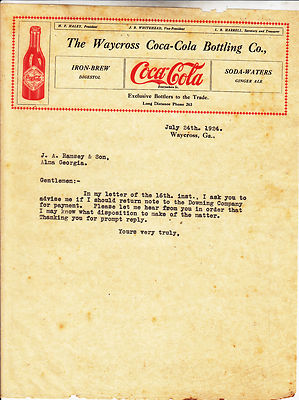 M. F. HALEY, President J. B. WHITEHEAD, Vice-President L. R. HARRELL, Secretary and Treasurer
The Waycross Coca-Cola Bottling Co.,
IRON-BREW Coca-Cola SODA-WATERS
DIGESTOL GINGER ALE
Exclusive Bottlers to the Trade.
Long Distance Phone 263
July 24th. 1924.
Waycross, Ga.,
J. A. Ramsey & Son,
Alma Georgia.
Gentlemen:-
In my letter of the 16th. inst., I ask you to
advise me if I should return note to the Downing Company
for payment. Please let me hear from you in order that
I may know what disposition to make of the matter.
Thanking you for prompt reply.
Yours very truly,